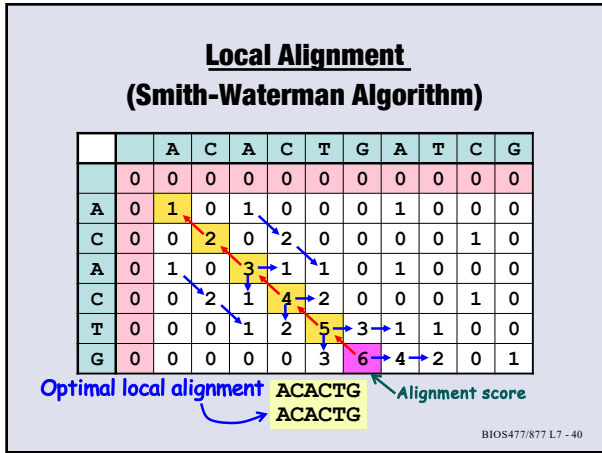 Local Alignment
(Smith-Waterman Algorithm)
A C A C T G A T C G
0 0 0 0 0 0 0 0 0 0 0
A 0 1 0 1 0 0 0 1 0 0 0
C 0 0 2 0 2 0 0 0 0 1 0
A 0 1 0 3 1 1 0 1 0 0 0
C 0 0 2 1 4 2 0 0 0 1 0
T 0 0 0 1 2 5 3 1 1 0 0
G 0 0 0 0 0 3 6 4 2 0 1
Optimal local alignment ACACTG Alignment score
ACACTG
BIOS477/877 L7 - 40